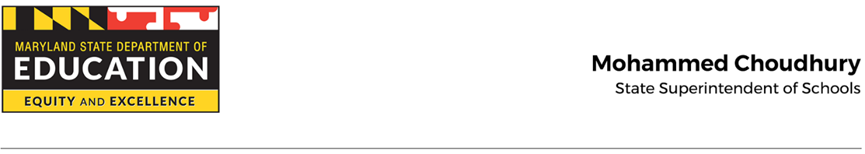 MARYLAND STATE DEPARTMENT OF
EDUCATION
EQUITY AND EXCELLENCE
Mohammed Choudhury
State Superintendent of Schools